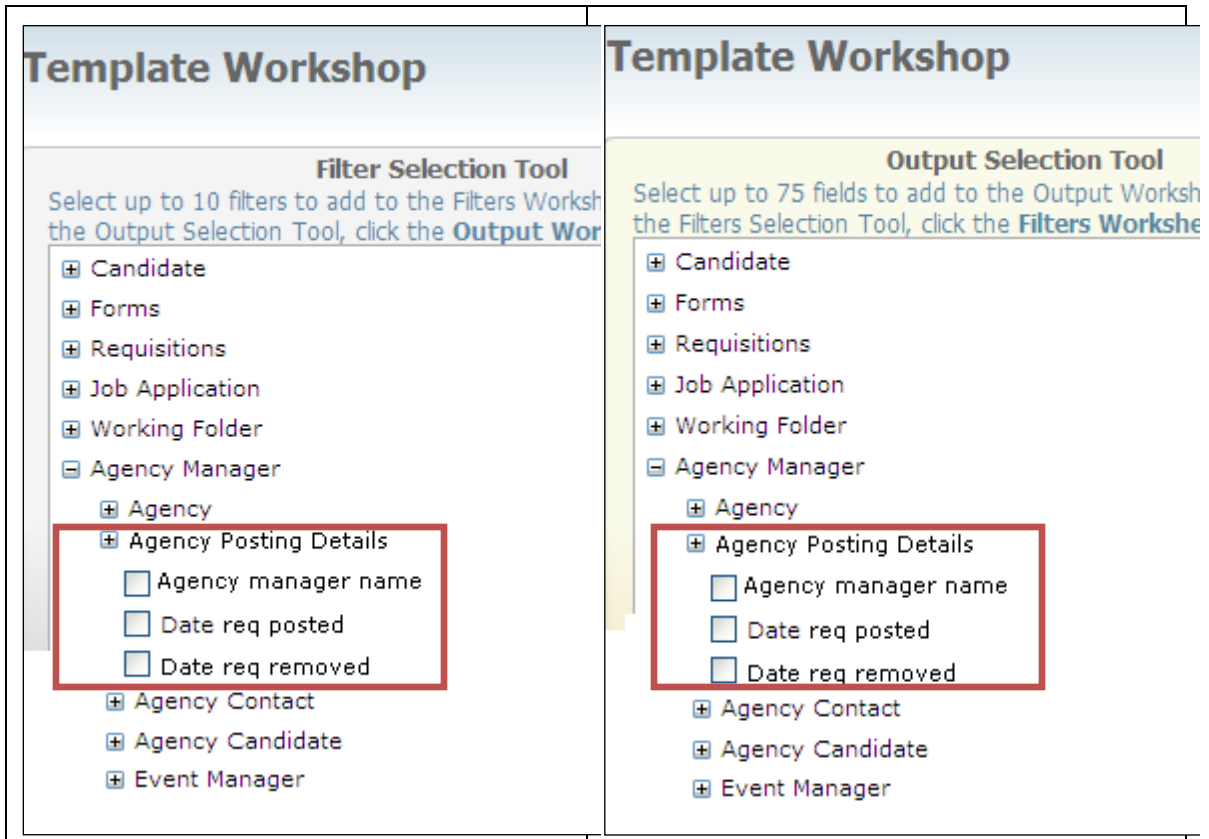 Template Workshop
Filter Selection Tool
Select up to 10 filters to add to the Filters Worksh
the Output Selection Tool, click the Output Wor
Candidate
Forms
Requisitions
Job Application
Working Folder
Agency Manager
Agency
Agency Posting Details
Agency manager name
Date req posted
Date req removed
Agency Contact
Agency Candidate
Event Manager
Template Workshop
Output Selection Tool
Select up to 75 fields to add to the Output Worksh
the Filters Selection Tool, click the Filters Workshe
Candidate
Forms
Requisitions
Job Application
Working Folder
Agency Manager
Agency
Agency Posting Details
Agency manager name
Date req posted
Date req removed
Agency Contact
Agency Candidate
Event Manager